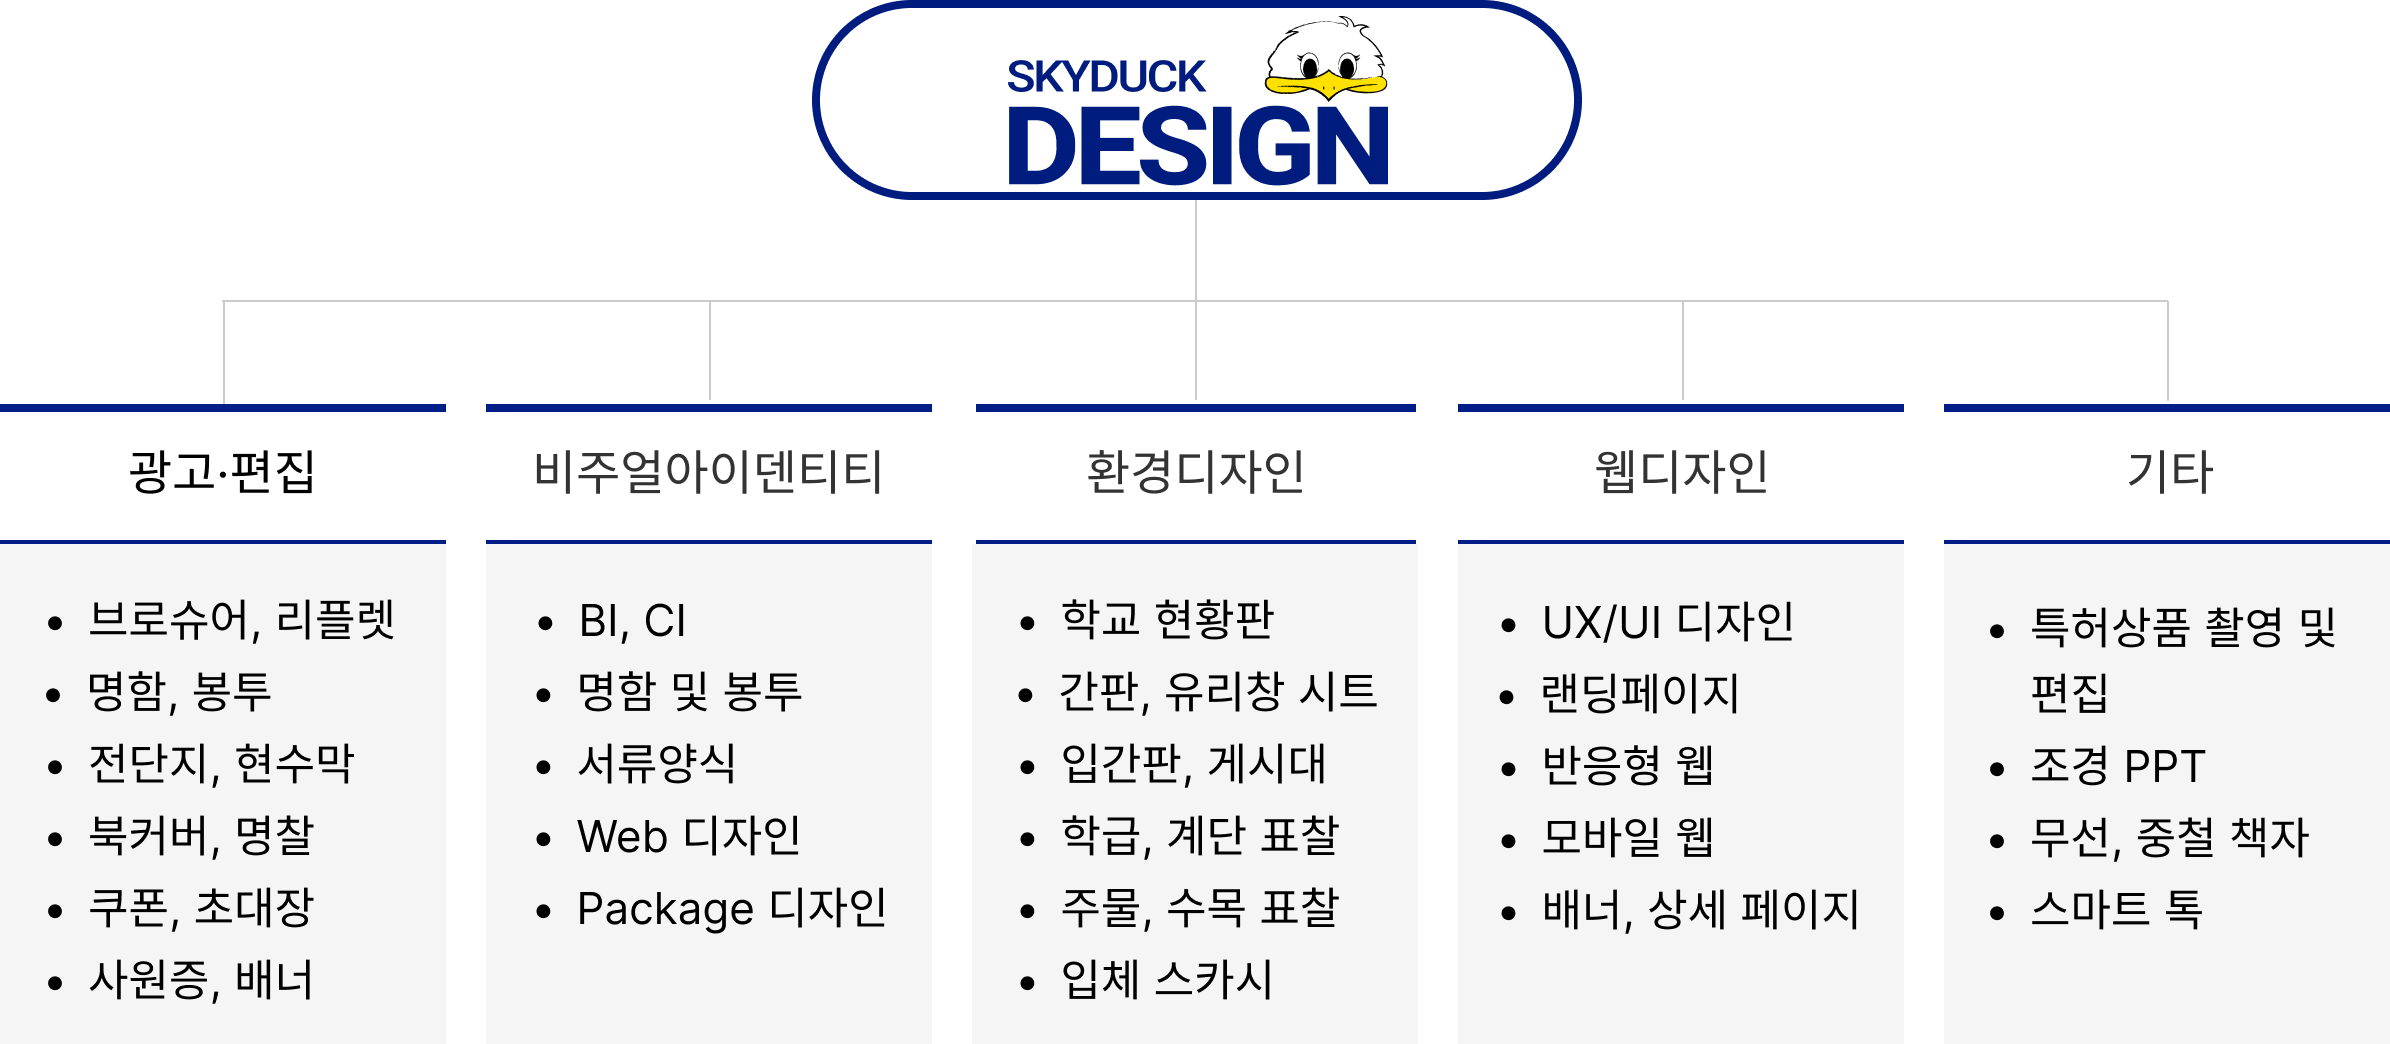 SKYDUCK
DESIGN
광고·편집
브로슈어, 리플렛
명함, 봉투
전단지, 현수막
북커버, 명찰
쿠폰, 초대장
사원증, 배너
비주얼아이덴티티
BI, CI
명함 및 봉투
서류양식
Web 디자인
Package 디자인
환경디자인
학교 현황판
간판, 유리창 시트
입간판, 게시대
학급, 계단 표찰
주물, 수목 표찰
입체 스카시
웹디자인
UX/UI 디자인
랜딩페이지
반응형 웹
모바일 웹
배너, 상세 페이지
기타
특허상품 촬영 및
편집
조경 PPT
무선, 중철 책자
스마트 톡